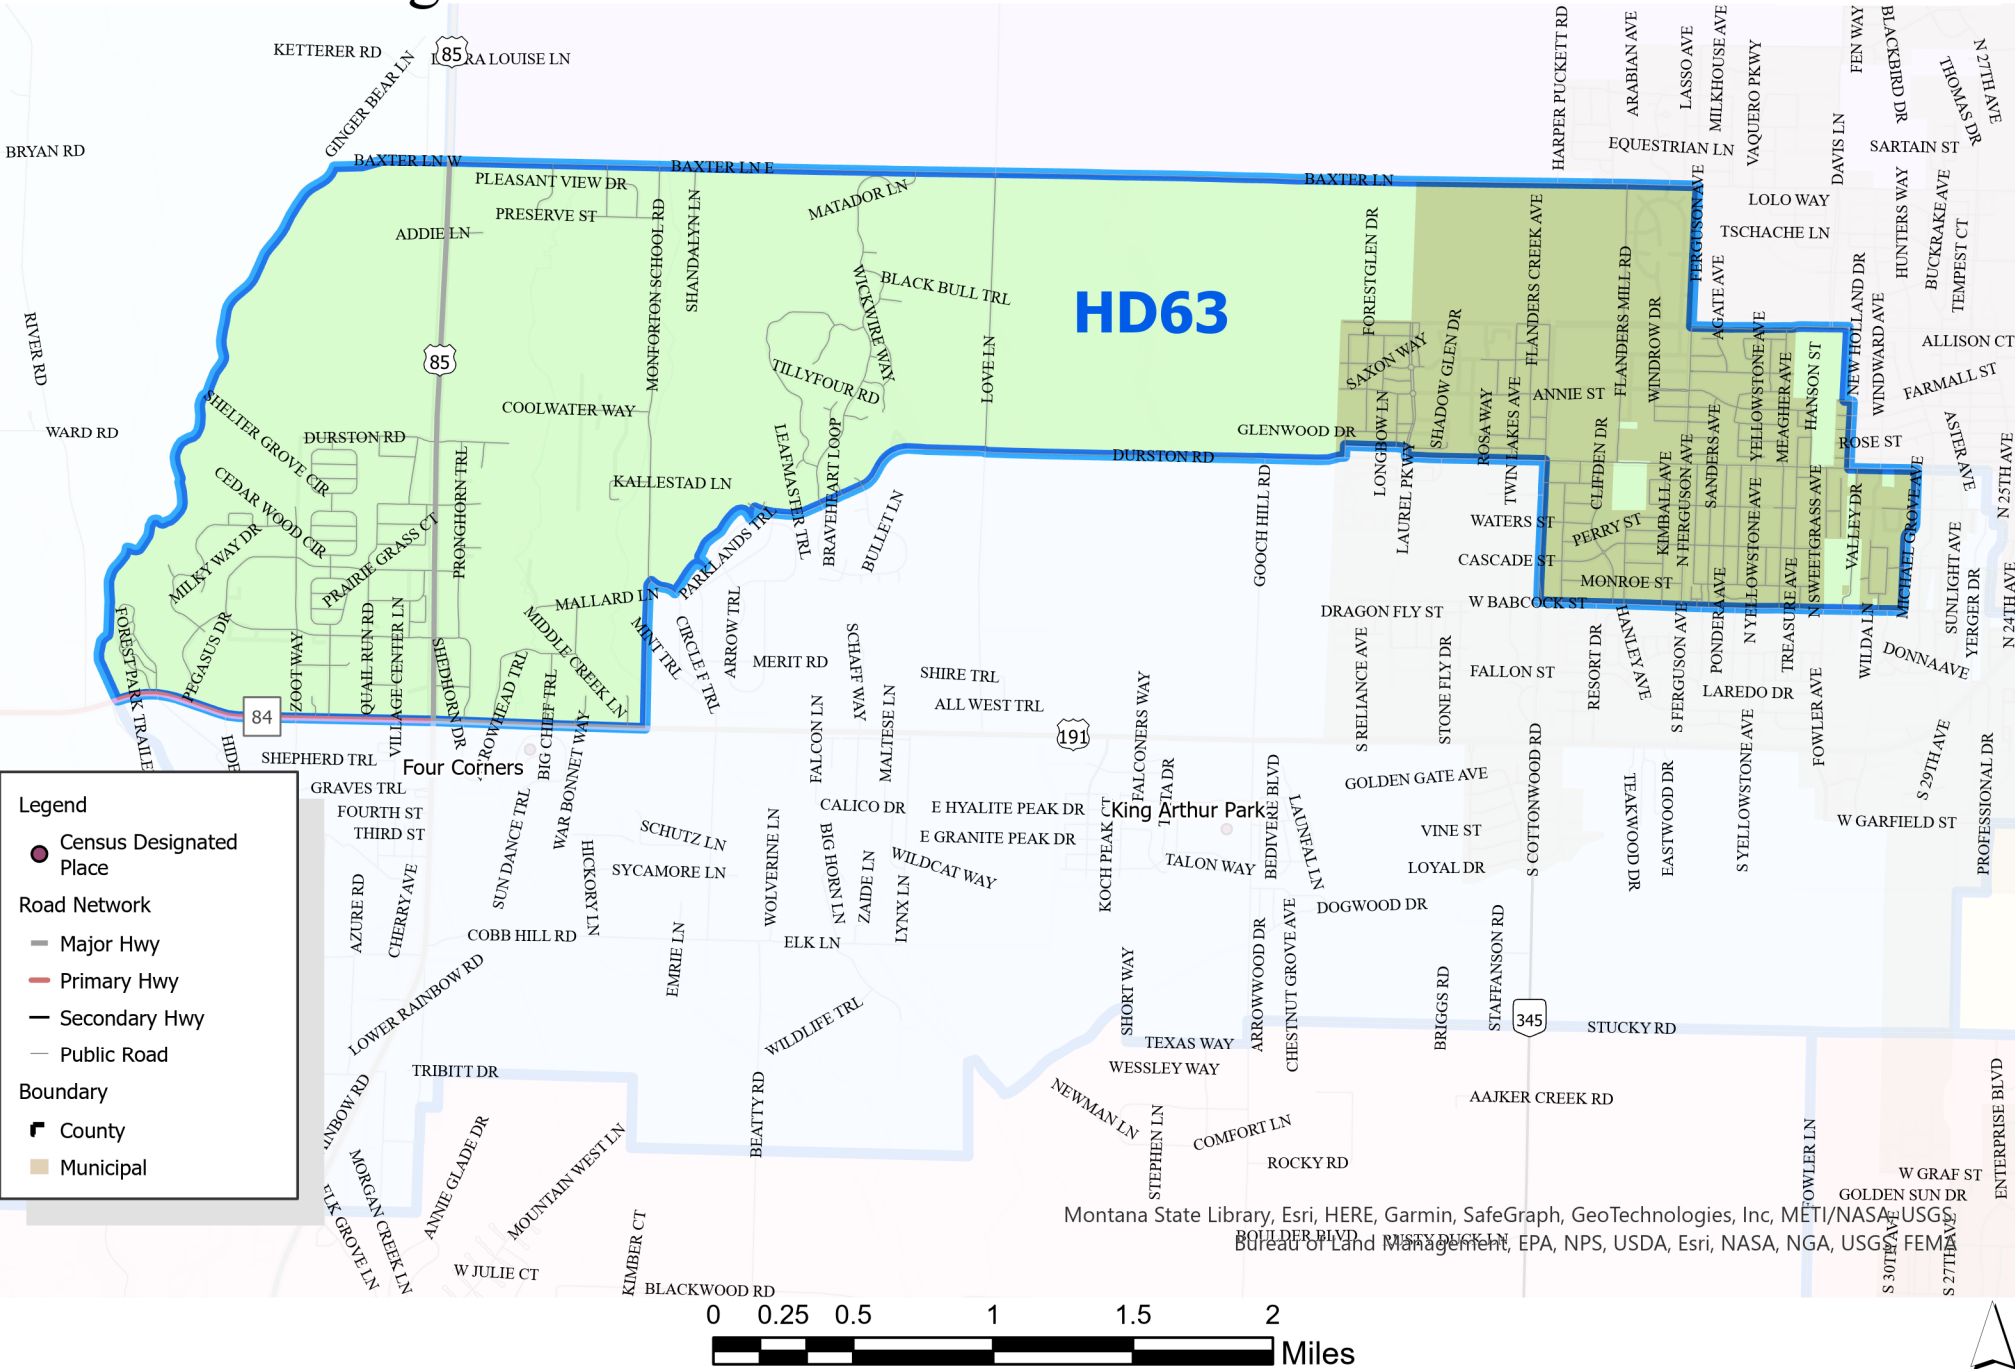 KETTERER RD
85
RA LOUISE LN
GINGER BEAR LN
BRYAN RD
RIVER RD
WARD RD
BAXTER LN W
BAXTER LN E
BAXTER LN
PLEASANT VIEW DR
PRESERVE ST
ADDIE LN
MONFORTON SCHOOL RD
SHANDALYN LN
MATADOR LN
WICKWIRE WAY
BLACK BULL TRL
HD63
LOVE LN
TILLYFOUR RD
85
COOLWATER WAY
SHELTER GROVE CIR
DURSTON RD
CEDAR WOOD CIR
MILKY WAY DR
PRAIRIE GRASS CT
PRONGHORN TRL
KALLESTAD LN
LEAFMASTER TRL
BRAVEHEART LOOP
BULLET LN
PARKLANDS TRL
DURSTON RD
GLENWOOD DR
GOOCH HILL RD
FORESTGLEN DR
SAXON WAY
LONGBOW LN
LAUREL PKWY
SHADOW GLEN DR
ROSA WAY
TWIN LAKES AVE
FLANDERS CREEK AVE
ANNIE ST
FLANDERS MILL RD
WINDROW DR
CLIFDEN DR
FERGUSON AVE
AGATE AVE
YELLOWSTONE AVE
MEAGHER AVE
HANSON ST
NEW HOLLAND DR
WINDWARD AVE
HARPER PUCKETT RD
ARABIAN AVE
LASSO AVE
MILKHOUSE AVE
VAQUERO PKWY
EQUESTRIAN LN
DAVIS LN
FEN WAY
BLACKBIRD DR
THOMAS DR
N 27TH AVE
SARTAIN ST
LOLO WAY
TSCHACHE LN
HUNTERS WAY
BUCKRAKE AVE
TEMPEST CT
ALLISON CT
FARMALL ST
ROSE ST
ASTER AVE
N 25TH AVE
WATERS ST
CASCADE ST
PERRY ST
MONROE ST
W BABCOCK ST
KIMBALL AVE
N FERGUSON AVE
SANDERS AVE
N YELLOWSTONE AVE
PONDERA AVE
TREASURE AVE
N SWEETGRASS AVE
VALLEY DR
MICHAEL GROVE AVE
SUNLIGHT AVE
YERGER DR
N 24TH AVE
WILDA LN
DONNA AVE
FOREST PARK TRAILER
PEGASUS DR
ZOOT WAY
QUAIL RUN RD
VILLAGE CENTER LN
SHEDHORN DR
ARROWHEAD TRL
BIG CHIEF TRL
WAR BONNET WAY
MIDDLE CREEK LN
MALLARD LN
MINT TRL
CIRCLE F TRL
ARROW TRL
MERIT RD
SCHAFF WAY
FALCON LN
MALTESE LN
SHIRE TRL
ALL WEST TRL
191
84
DRAGON FLY ST
S RELIANCE AVE
STONE FLY DR
FALLON ST
RESORT DR
HANLEY AVE
S FERGUSON AVE
LAREDO DR
FOWLER AVE
FALCONERS WAY
HIDE
SHEPHERD TRL
Four Corners
GRAVES TRL
FOURTH ST
THIRD ST
AZURE RD
CHERRY AVE
SUN DANCE TRL
HICKORY LN
SCHUTZ LN
SYCAMORE LN
WOLVERINE LN
CALICO DR
BIG HORN LN
ZAIDE LN
LYNX LN
WILDCAT WAY
E HYALITE PEAK DR
E GRANITE PEAK DR
KOCH PEAK CT
King Arthur Park
TALON WAY
BEDIVERE BLVD
LAUNFAL LN
GOLDEN GATE AVE
VINE ST
LOYAL DR
DOGWOOD DR
S COTTONWOOD RD
TEAKWOOD DR
EASTWOOD DR
S YELLOWSTONE AVE
W GARFIELD ST
S 29TH AVE
PROFESSIONAL DR
COBB HILL RD
LOWER RAINBOW RD
EMRIE LN
ELK LN
WILDLIFE TRL
SHORT WAY
ARROWWOOD DR
CHESTNUT GROVE AVE
BRIGGS RD
STAFFANSON RD
345
STUCKY RD
TEXAS WAY
WESSLEY WAY
NEWMAN LN
STEPHEN LN
COMFORT LN
ROCKY RD
AAJKER CREEK RD
TRIBITT DR
INBOW RD
BEATTY RD
MORGAN CREEK LN
ELK GROVE LN
ANNIE GLADE DR
MOUNTAIN WEST LN
W JULIE CT
KIMBER CT
BLACKWOOD RD
FOWLER LN
ENTERPRISE BLVD
W GRAF ST
GOLDEN SUN DR
S 30TH AVE
S 27TH AVE
BOULDER BLVD
RUSTY DUCK LN
Legend
Census Designated
Place
Road Network
Major Hwy
Primary Hwy
Secondary Hwy
Public Road
Boundary
County
Municipal
Montana State Library, Esri, HERE, Garmin, SafeGraph, GeoTechnologies, Inc, METI/NASA, USGS,
Bureau of Land Management, EPA, NPS, USDA, Esri, NASA, NGA, USGS, FEMA
0 0.25 0.5 1 1.5 2
Miles